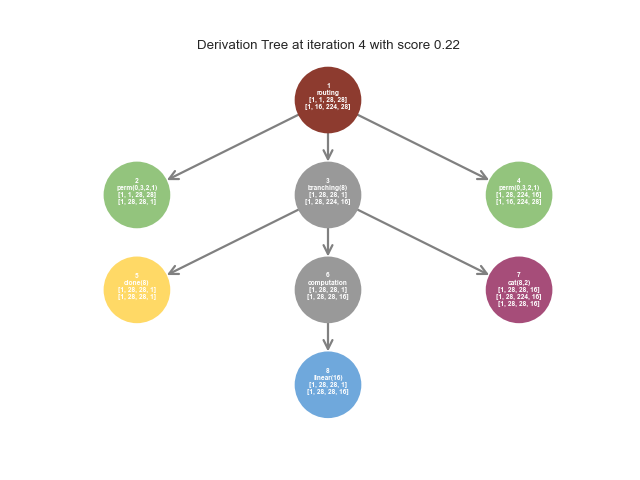 Derivation Tree at iteration 4 with score 0.22
1
routing
[1, 1, 28, 28]
[1, 16, 224, 28]
2
perm(0,3,2,1)
[1, 1, 28, 28]
[1, 28, 28, 1]
3
branching(8)
[1, 28, 28, 1]
[1, 28, 224, 16]
4
perm(0,3,2,1)
[1, 28, 224, 16]
[1, 16, 224, 28]
5
clone(8)
[1, 28, 28, 1]
[1, 28, 28, 1]
6
computation
[1, 28, 28, 1]
[1, 28, 28, 16]
7
cat(8,2)
[1, 28, 28, 16]
[1, 28, 224, 16]
[1, 28, 28, 16]
8
linear(16)
[1, 28, 28, 1]
[1, 28, 28, 16]